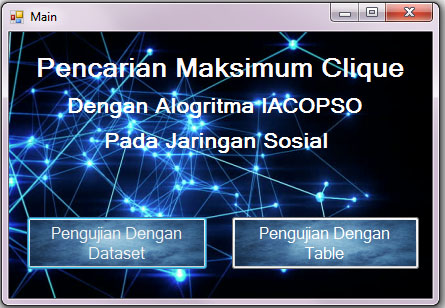 Main
Pencarian Maksimum Clique
Dengan Alogritma IACOPSO
Pada Jaringan Sosial
Pengujian Dengan
Dataset
Pengujian Dengan
Table